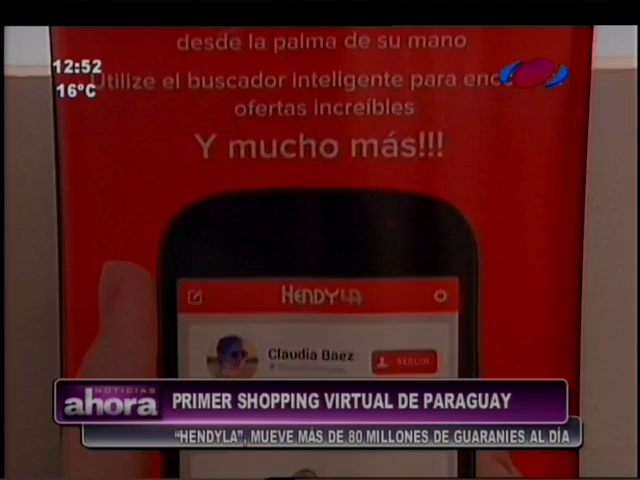 desde la palma de su mano
12:52
Utilize el buscador inteligente para
16°C
ofertas increíbles
Y mucho más!!!
HENDYLA
Claudia Baez
SEGUIR
NOTICIAS
ahora
PRIMER SHOPPING VIRTUAL DE PARAGUAY
"HENDYLA", MUEVE MÁS DE 80 MILLONES DE GUARANIES AL DÍA